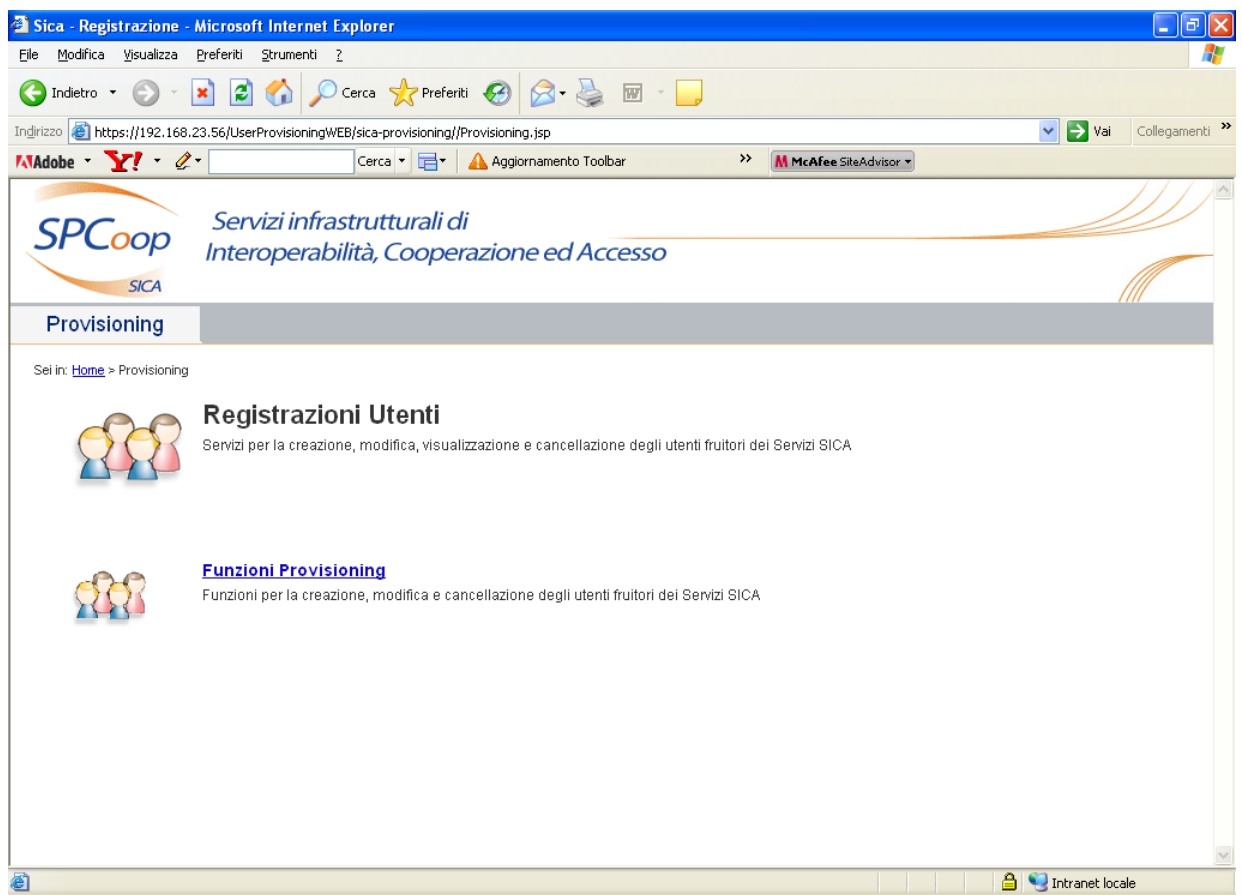 Sica - Registrazione - Microsoft Internet Explorer
File Modifica Visualizza Preferiti Strumenti ?
Indietro Cerca Preferiti
Indirizzo https://192.168.23.56/UserProvisioningWEB/sica-provisioning//Provisioning.jsp Vai Collegamenti »
Adobe Y! Cerca Aggiornamento Toolbar » McAfee SiteAdvisor
SPCoop
SICA
Servizi infrastrutturali di
Interoperabilità, Cooperazione ed Accesso
Provisioning
Sei in: Home > Provisioning
Registrazioni Utenti
Servizi per la creazione, modifica, visualizzazione e cancellazione degli utenti fruitori dei Servizi SICA
Funzioni Provisioning
Funzioni per la creazione, modifica e cancellazione degli utenti fruitori dei Servizi SICA
Intranet locale